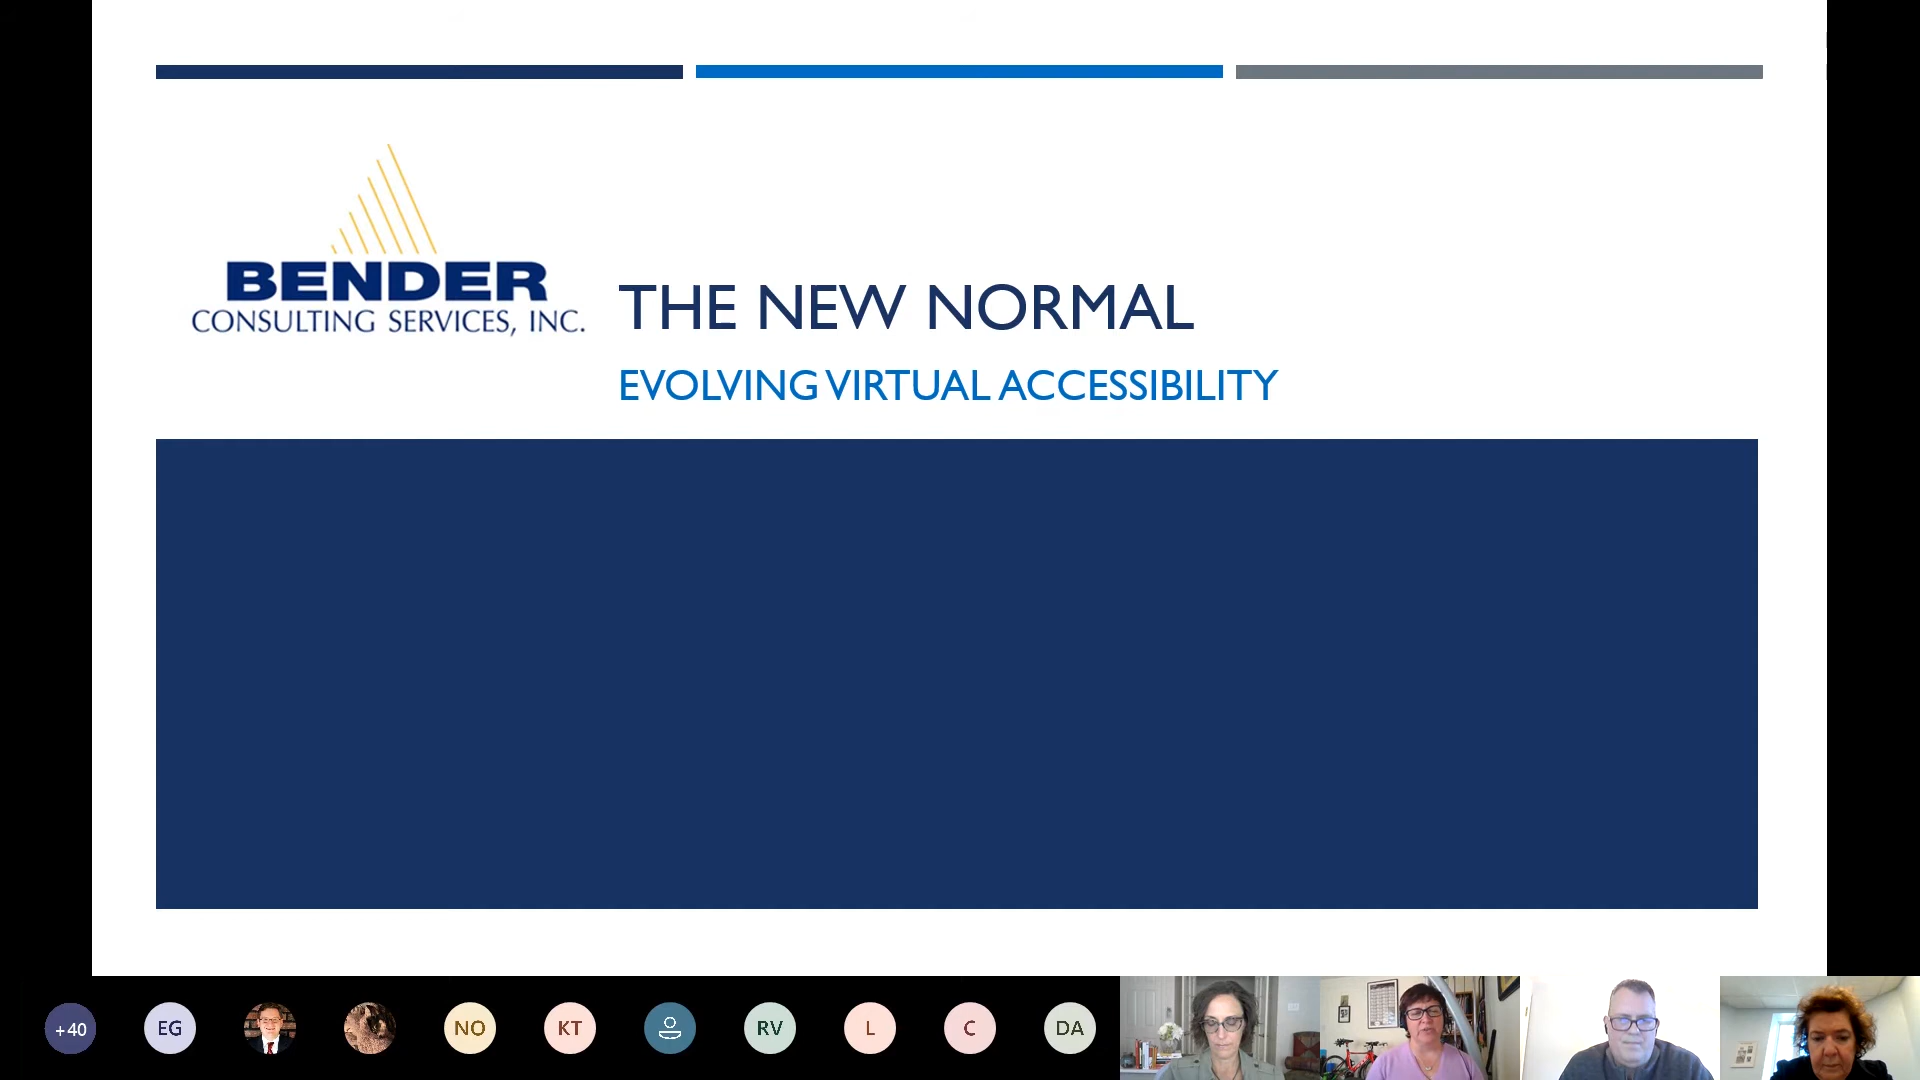 BENDER
CONSULTING SERVICES, INC.
THE NEW NORMAL
EVOLVING VIRTUAL ACCESSIBILITY
+40
EG
NO
KT
RV
L
C
DA